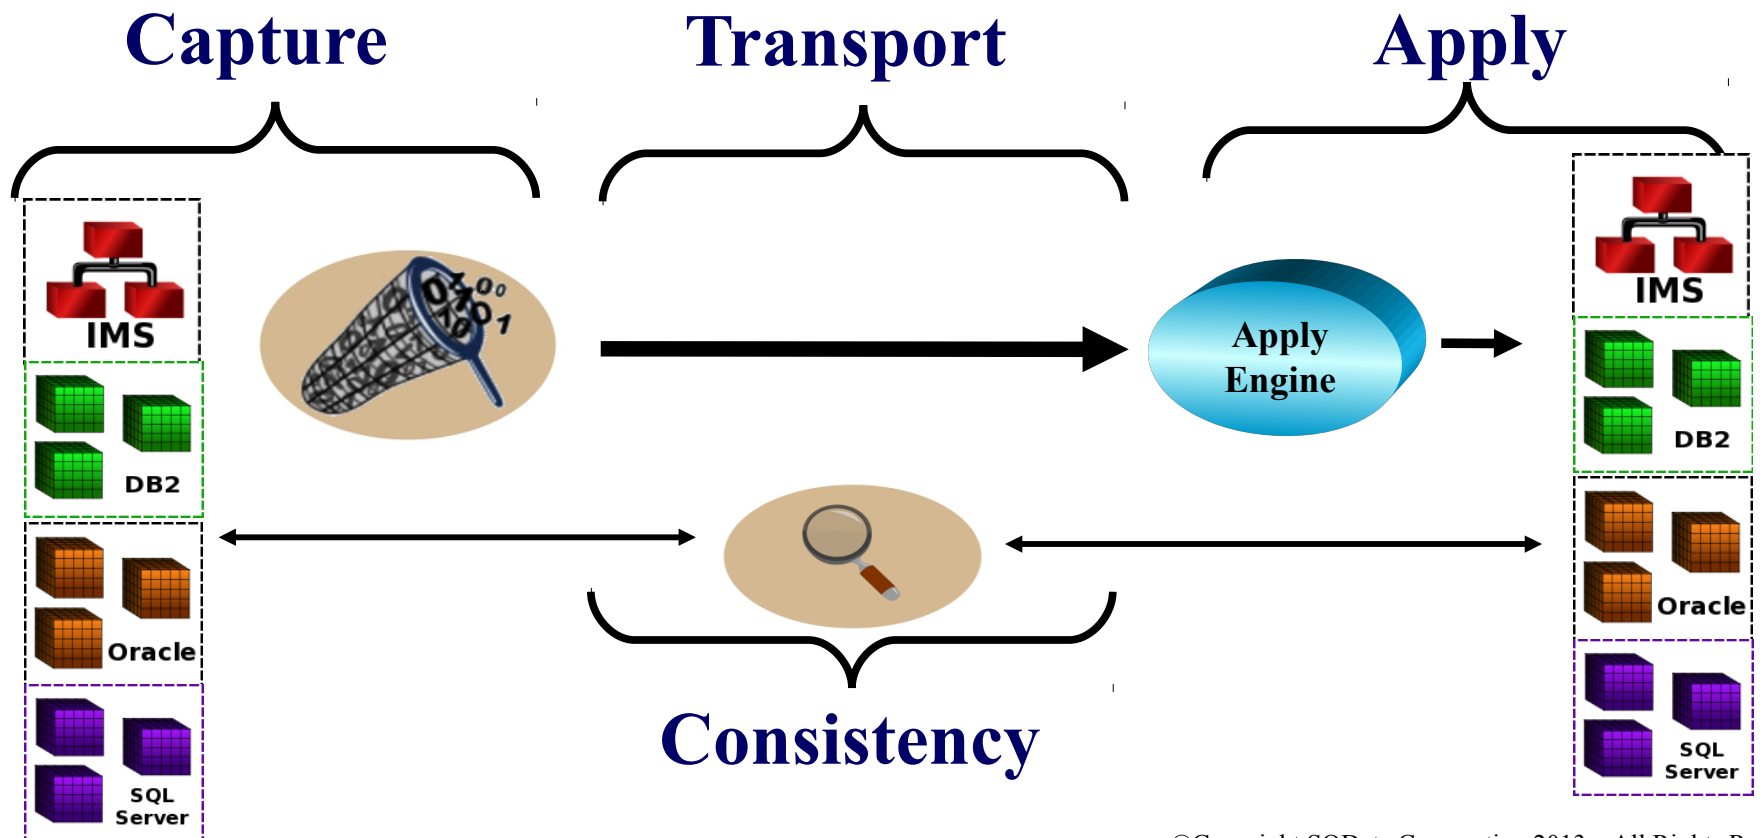 Capture
Transport
Apply
IMS
DB2
Oracle
SQL
Server
Apply
Engine
Consistency
IMS
DB2
Oracle
SQL
Server